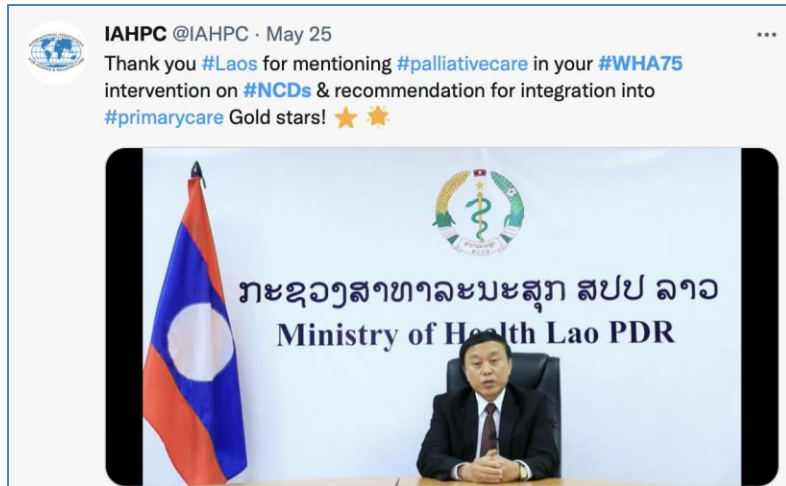 IAHPC @IAHPC · May 25
Thank you #Laos for mentioning #palliativecare in your #WHA75
intervention on #NCDs & recommendation for integration into
#primarycare Gold stars! ⭐ 🌟
ກະຊວງສາທາລະນະສຸກ ສປປ ລາວ
Ministry of Health Lao PDR